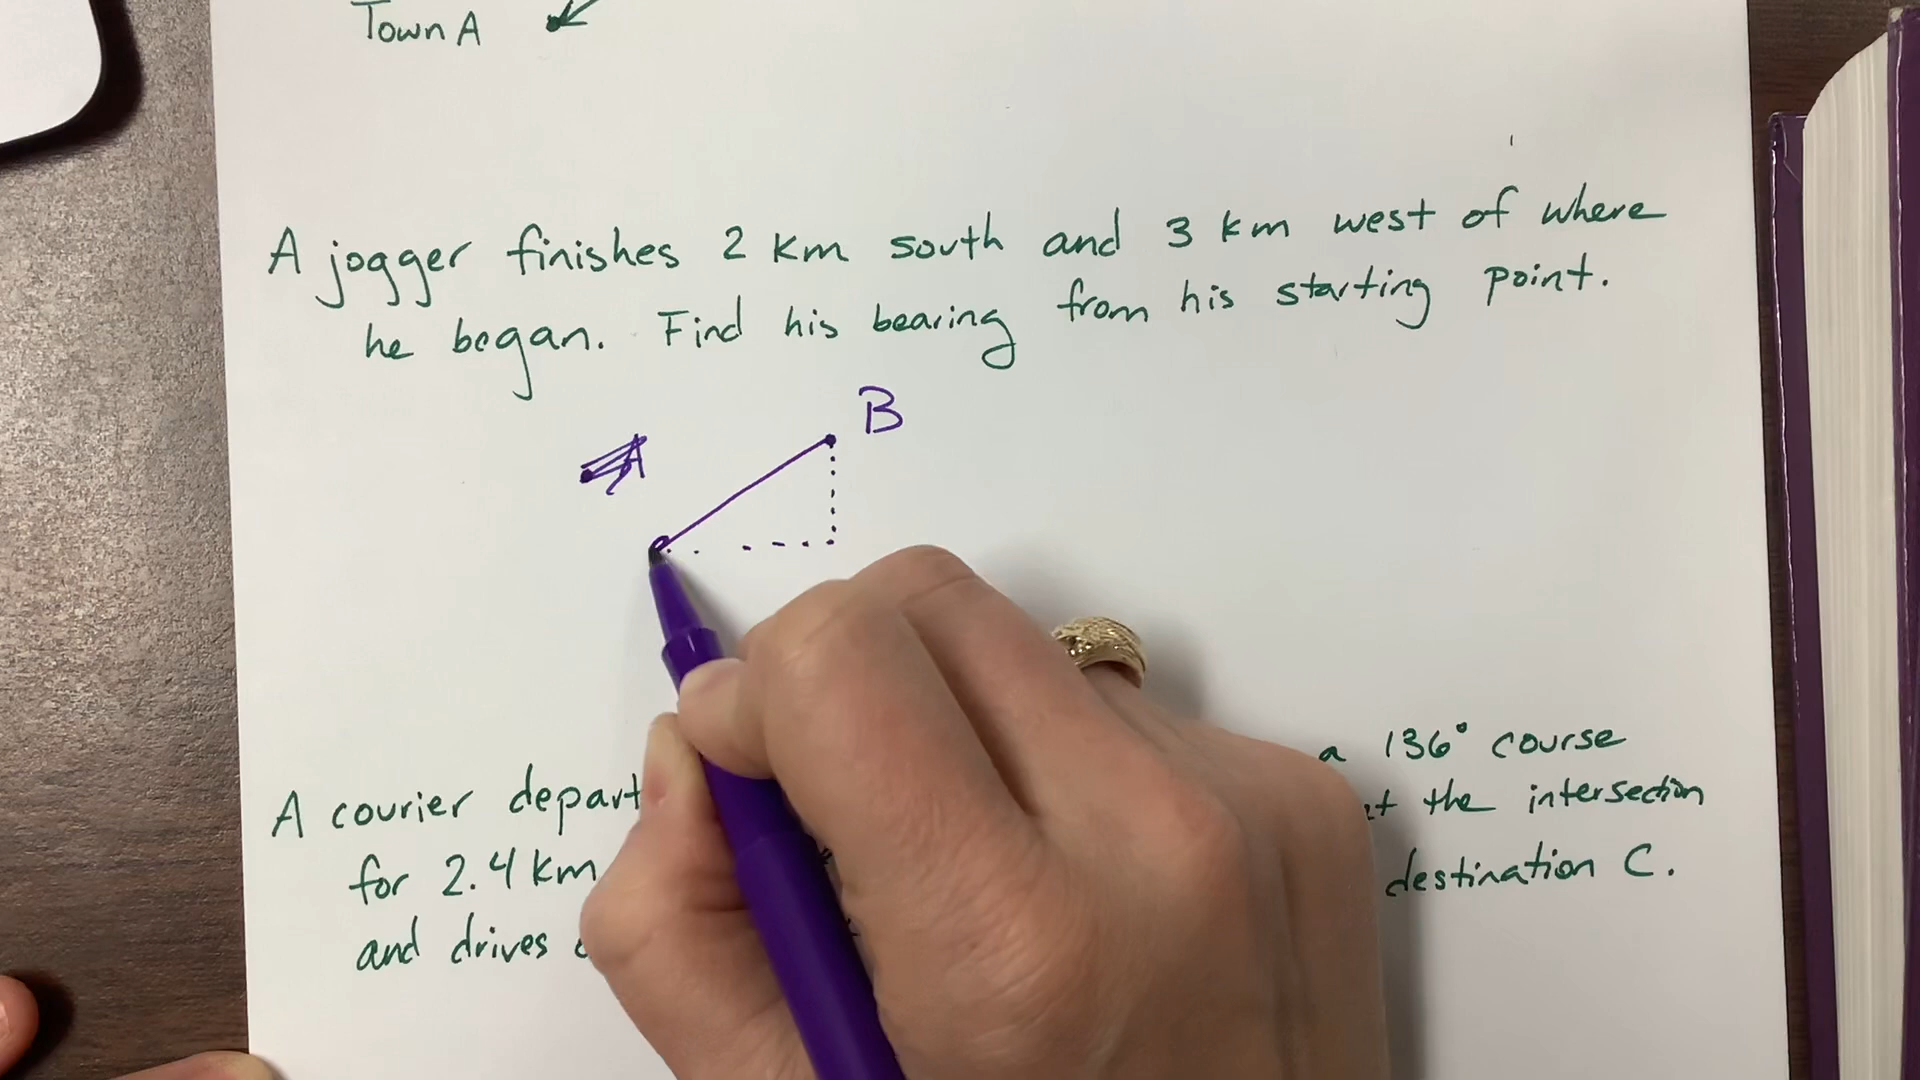 Town A
A jogger finishes 2 km south and 3 km west of where
he began. Find his bearing from his starting point.
B
A courier depart
a 136° course
for 2.4 km
the intersection
and drives
destination C.